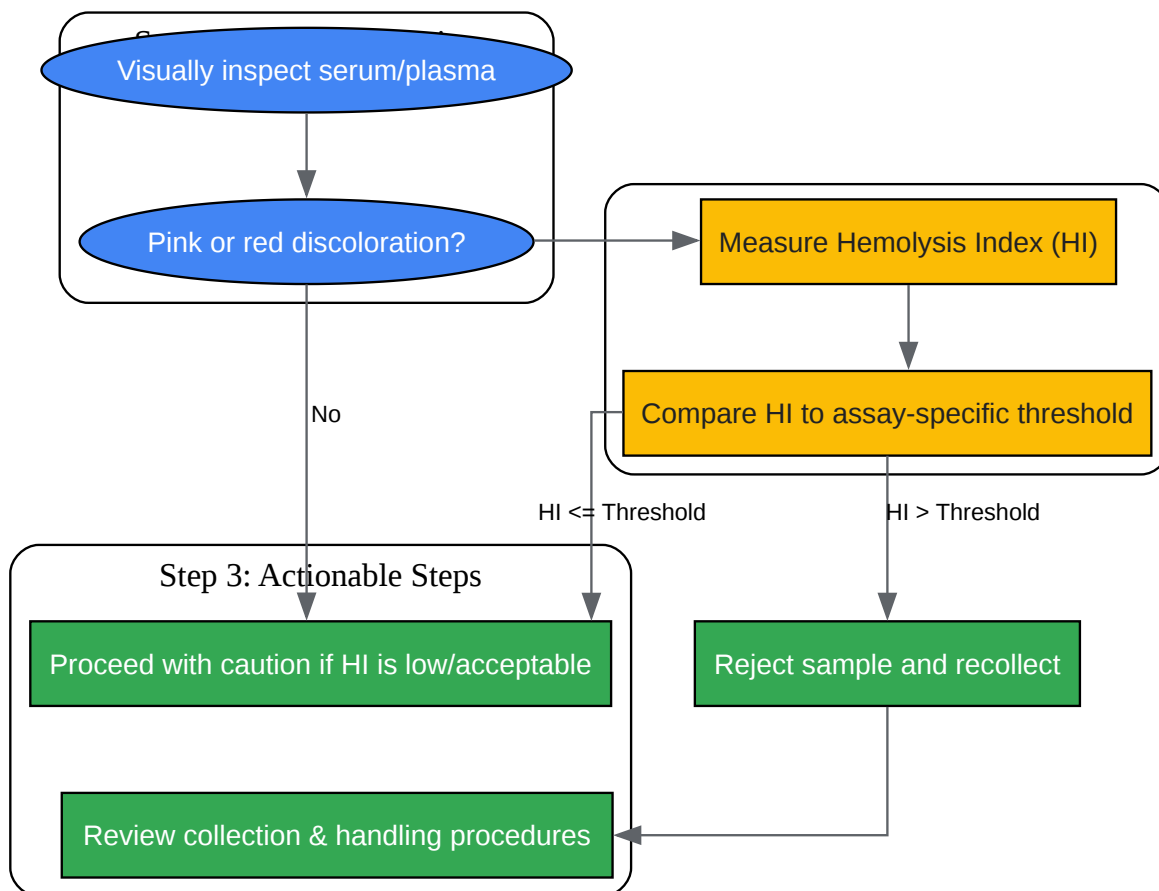 Visually inspect serum/plasma
Pink or red discoloration?
Measure Hemolysis Index (HI)
Compare HI to assay-specific threshold
No
HI <= Threshold
HI > Threshold
Step 3: Actionable Steps
Proceed with caution if HI is low/acceptable
Reject sample and recollect
Review collection & handling procedures